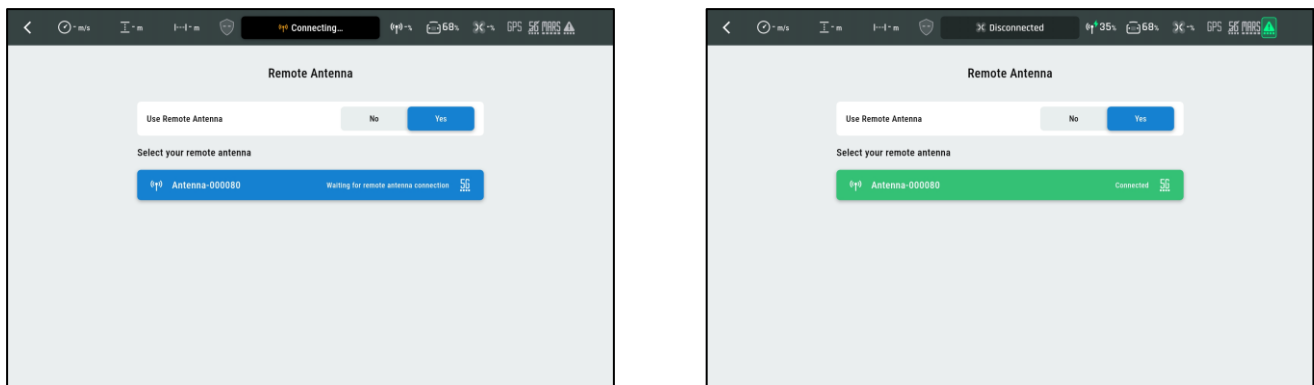 - m/s - m - m Connecting... -% 68% -% GPS 5G MARS
Remote Antenna
Use Remote Antenna No Yes
Select your remote antenna
Antenna-000080 Waiting for remote antenna connection 5G
- m/s - m - m Disconnected 35% 68% -% GPS 5G MARS
Remote Antenna
Use Remote Antenna No Yes
Select your remote antenna
Antenna-000080 Connected 5G